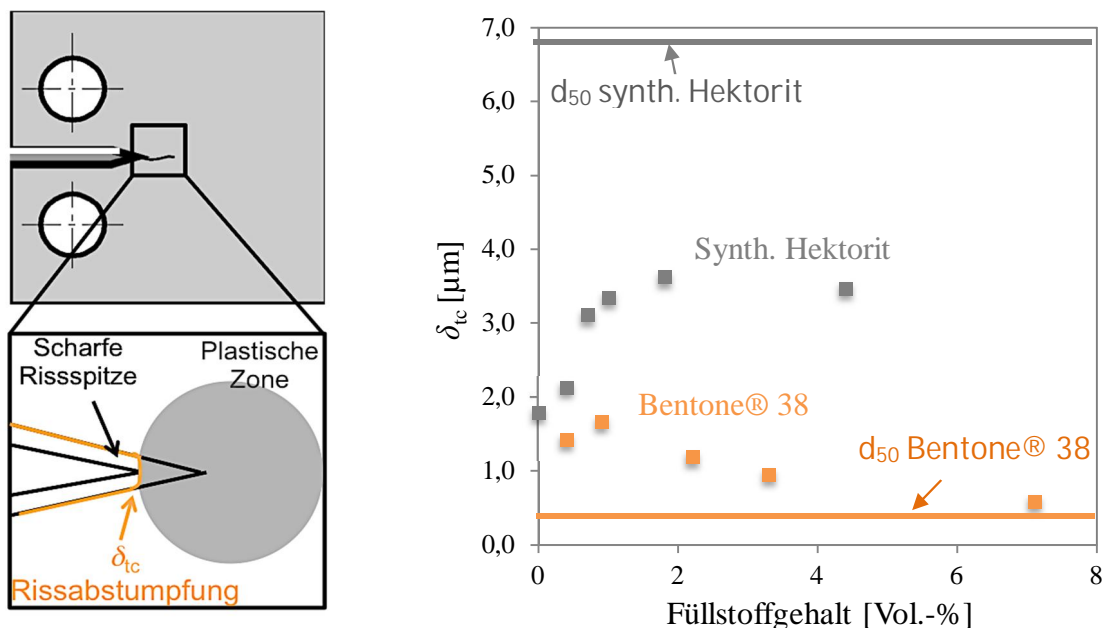 Scharfe
Rissspitze
Plastische
Zone
δtc
Rissabstumpfung
7,0
6,0
5,0
4,0
3,0
2,0
1,0
0,0
δtc [µm]
d50 synth. Hektorit
Synth. Hektorit
Bentone® 38
d50 Bentone® 38
0
2
4
6
8
Füllstoffgehalt [Vol.-%]